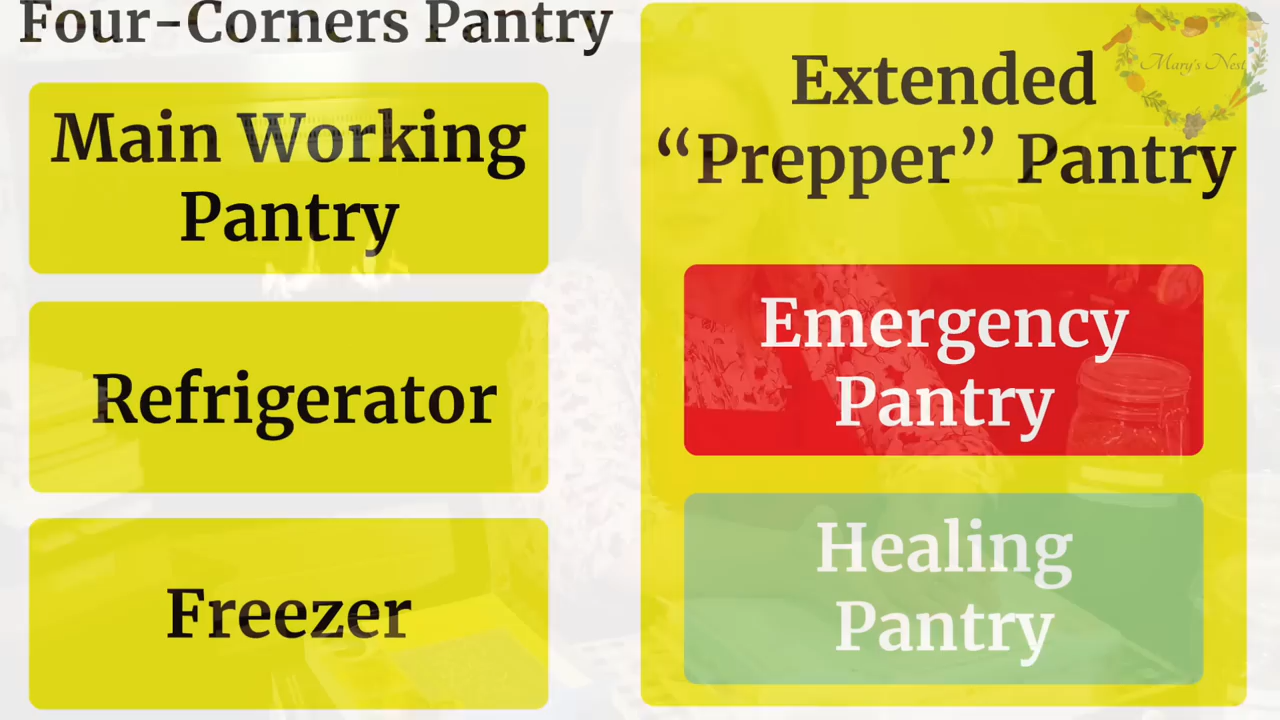 Four-Corners Pantry
Main Working
Pantry
Refrigerator
Freezer
Extended
“Prepper” Pantry
Emergency
Pantry
Healing
Pantry
Mary's Nest